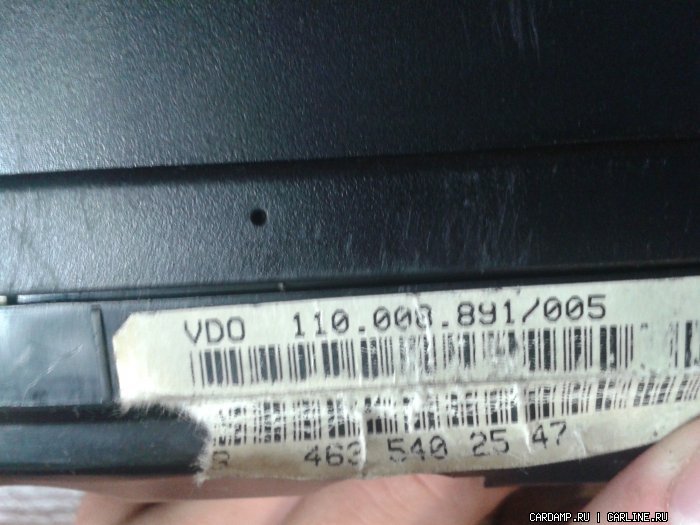 VDO 110.008.891/005
463 540 25 47
CARDAMP.RU | CARLINE.RU